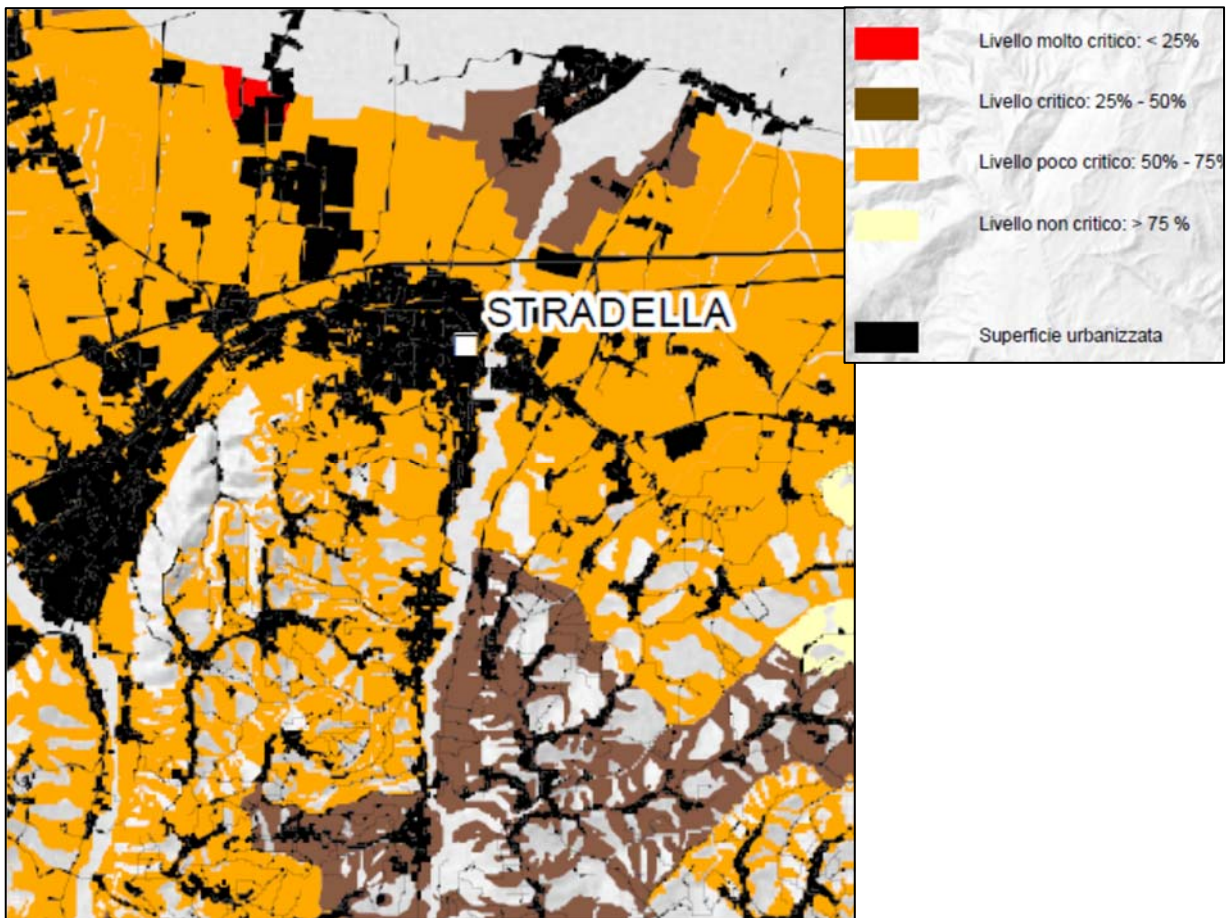 Livello molto critico: < 25%
Livello critico: 25% - 50%
Livello poco critico: 50% - 75%
Livello non critico: > 75 %
Superficie urbanizzata
STRADELLA